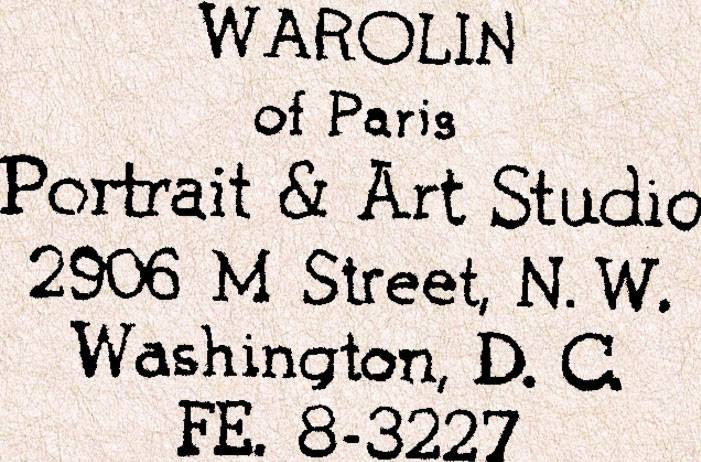 WAROLIN
of Paris
Portrait & Art Studio
2906 M Street, N. W.
Washington, D. C.
FE. 8-3227